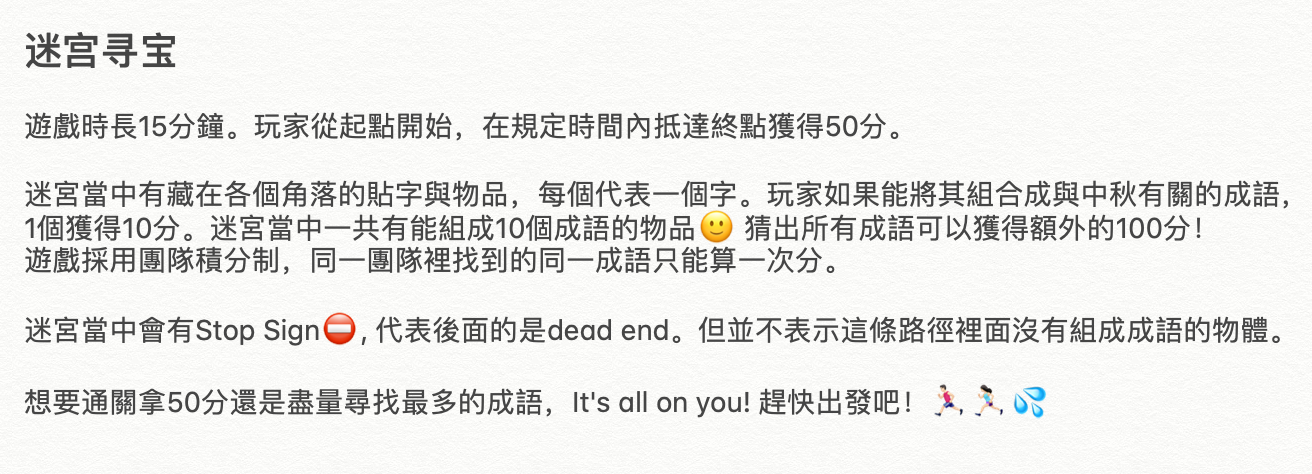 迷宫寻宝
遊戲時長15分鐘。玩家從起點開始，在規定時間內抵達終點獲得50分。
迷宮當中有藏在各個角落的貼字與物品，每個代表一個字。玩家如果能將其組合成與中秋有關的成語，
1個獲得10分。迷宮當中一共有能組成10個成語的物品🙂 猜出所有成語可以獲得額外的100分！
遊戲採用團隊積分制，同一團隊裡找到的同一成語只能算一次分。
迷宮當中會有Stop Sign⛔️, 代表後面的是dead end。但並不表示這條路徑裡面沒有組成成語的物體。
想要通關拿50分還是盡量尋找最多的成語，It's all on you! 趕快出發吧！🏃🏻🏃🏻‍♀️💦